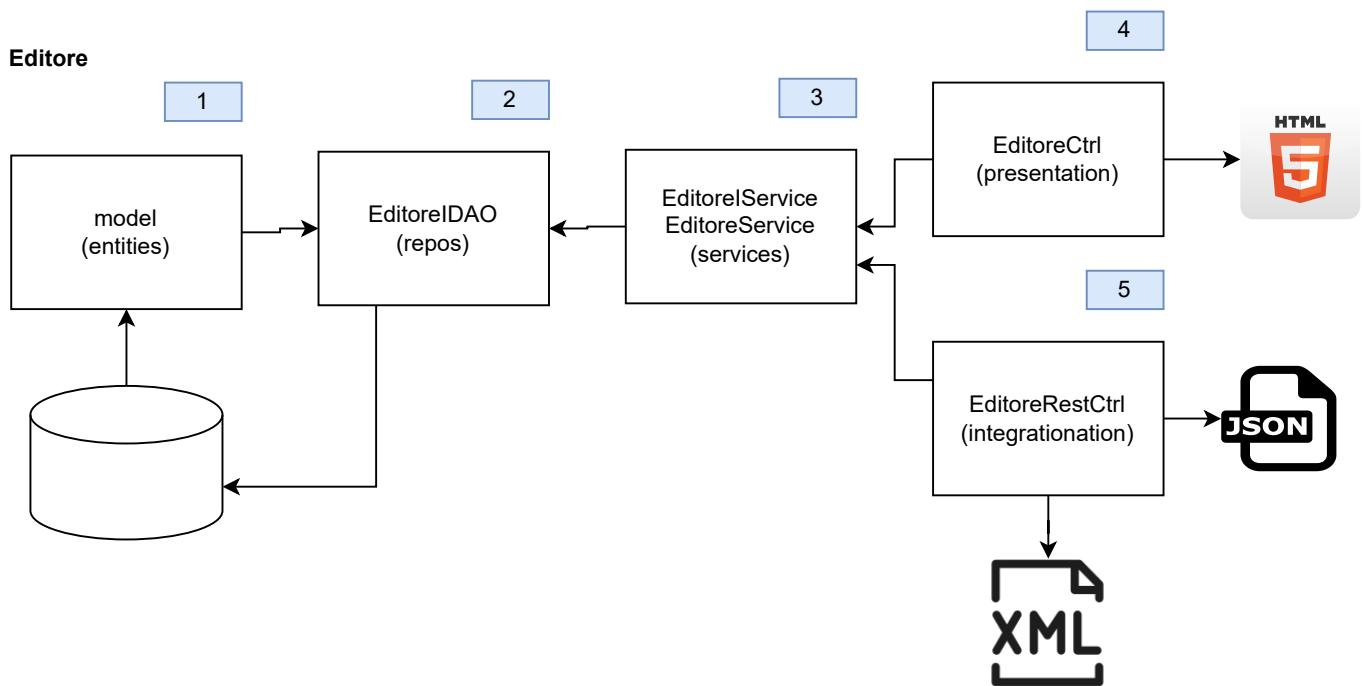 Editore
1
2
3
4
5
model
(entities)
EditoreIDAO
(repos)
EditoreIService
EditoreService
(services)
EditoreCtrl
(presentation)
HTML
5
EditoreRestCtrl
(integrationation)
JSON
XML